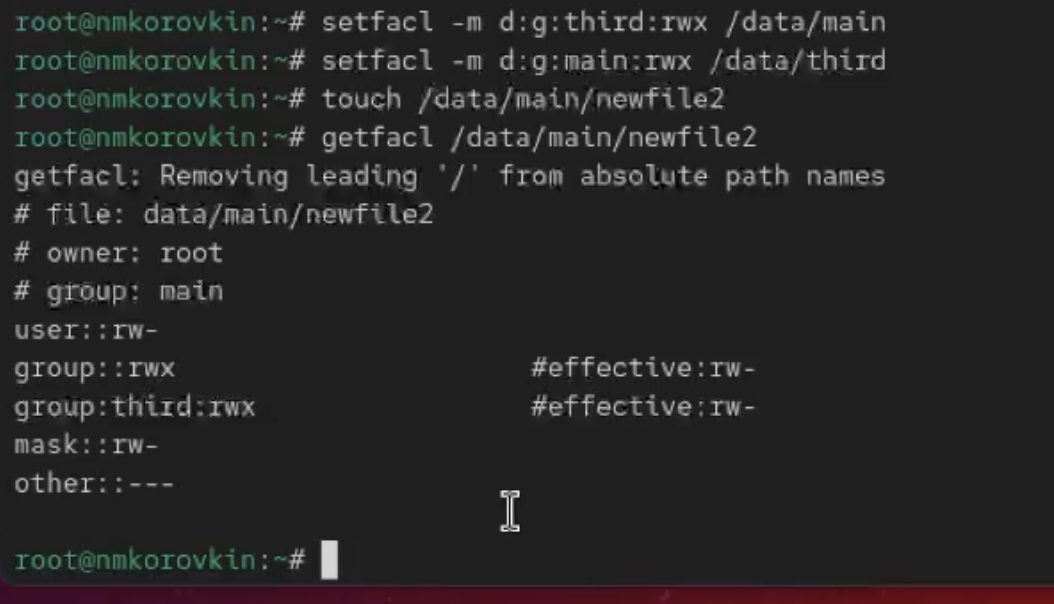 root@nmkorovkin:~# setfacl -m d:g:third:rwx /data/main
root@nmkorovkin:~# setfacl -m d:g:main:rwx /data/third
root@nmkorovkin:~# touch /data/main/newfile2
root@nmkorovkin:~# getfacl /data/main/newfile2
getfacl: Removing leading '/' from absolute path names
# file: data/main/newfile2
# owner: root
# group: main
user::rw-
group::rwx #effective:rw-
group:third:rwx #effective:rw-
mask::rw-
other::---
root@nmkorovkin:~#